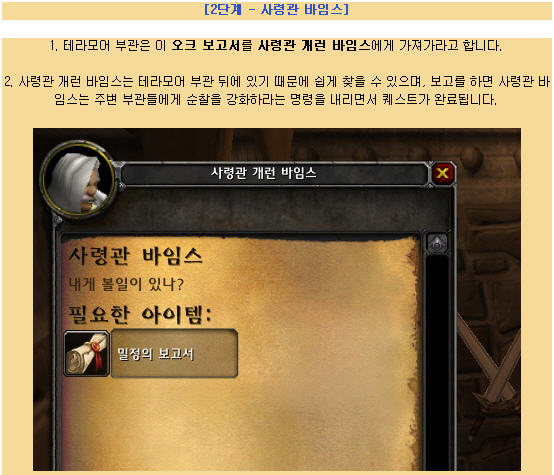 [2단계 - 사령관 바임스]
1. 테라모어 부관은 이 오크 보고서를 사령관 개런 바임스에게 가져가라고 합니다.
2. 사령관 개런 바임스는 테라모어 부관 뒤에 있기 때문에 쉽게 찾을 수 있으며, 보고를 하면 사령관 바
임스는 주변 부관들에게 순찰을 강화하라는 명령을 내리면서 퀘스트가 완료됩니다.
사령관 개런 바임스
사령관 바임스
내게 볼일이 있나?
필요한 아이템:
밀정의 보고서